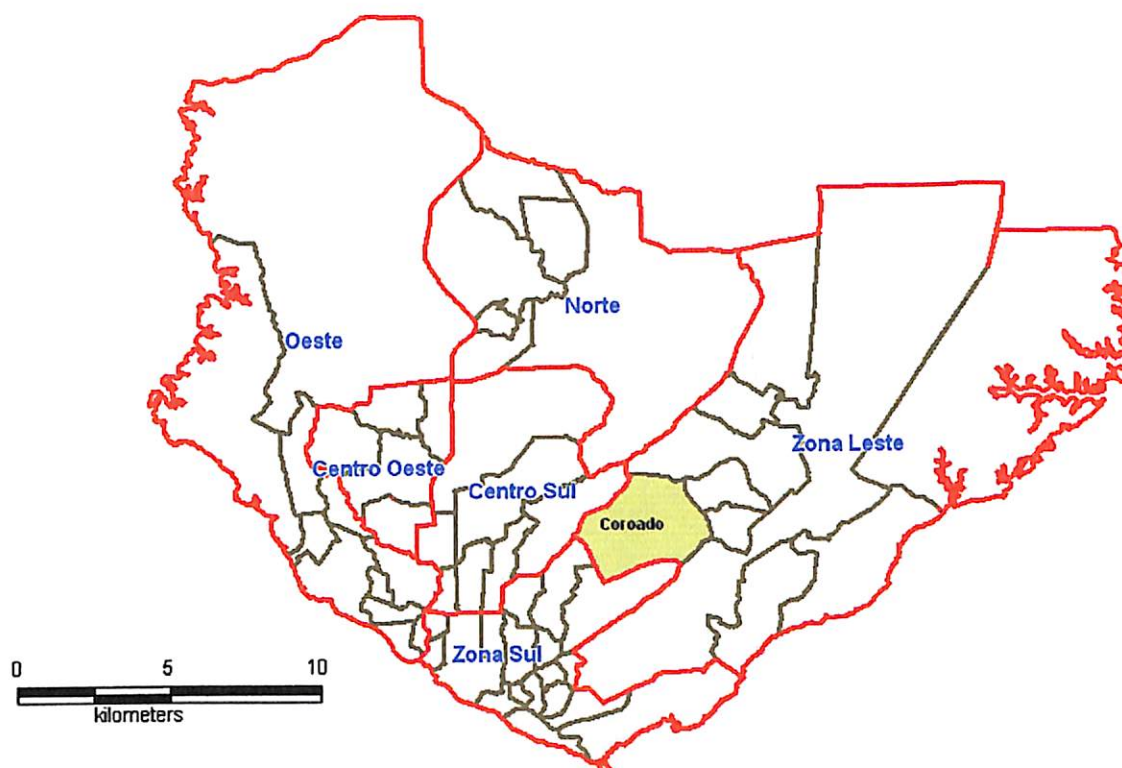 Norte
Oeste
Zona Leste
Centro Oeste
Centro Sul
Coroado
Zona Sul
0 5 10
kilometers